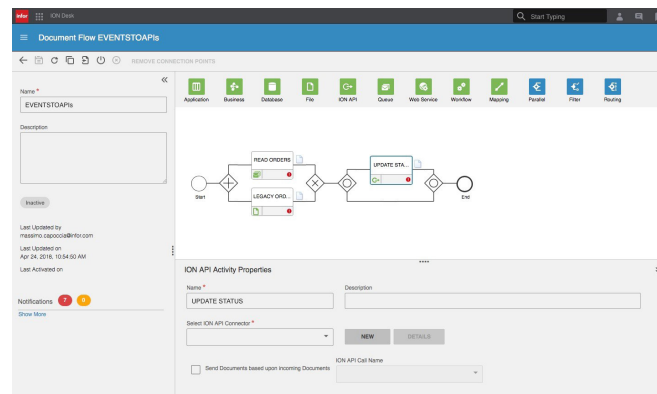 infor ION Desk Start Typing
Document Flow EVENTSTOAPIs
REMOVE CONNECTION POINTS
Name *
EVENTSTOAPIs
Description
Inactive
Last Updated by
massimo.capoccia@infor.com
Last Updated on
Apr 24, 2016, 10:54:50 AM
Last Activated on
Notifications 7 0
Show More
Application Business Database File ION API Queue Web Service Workflow Mapping Parallel Filter Routing
READ ORDERS
UPDATE STA...
Start
LEGACY ORD...
End
ION API Activity Properties
Name * Description
UPDATE STATUS
Select ION API Connector *
NEW DETAILS
Send Documents based upon incoming Documents
ION API Call Name